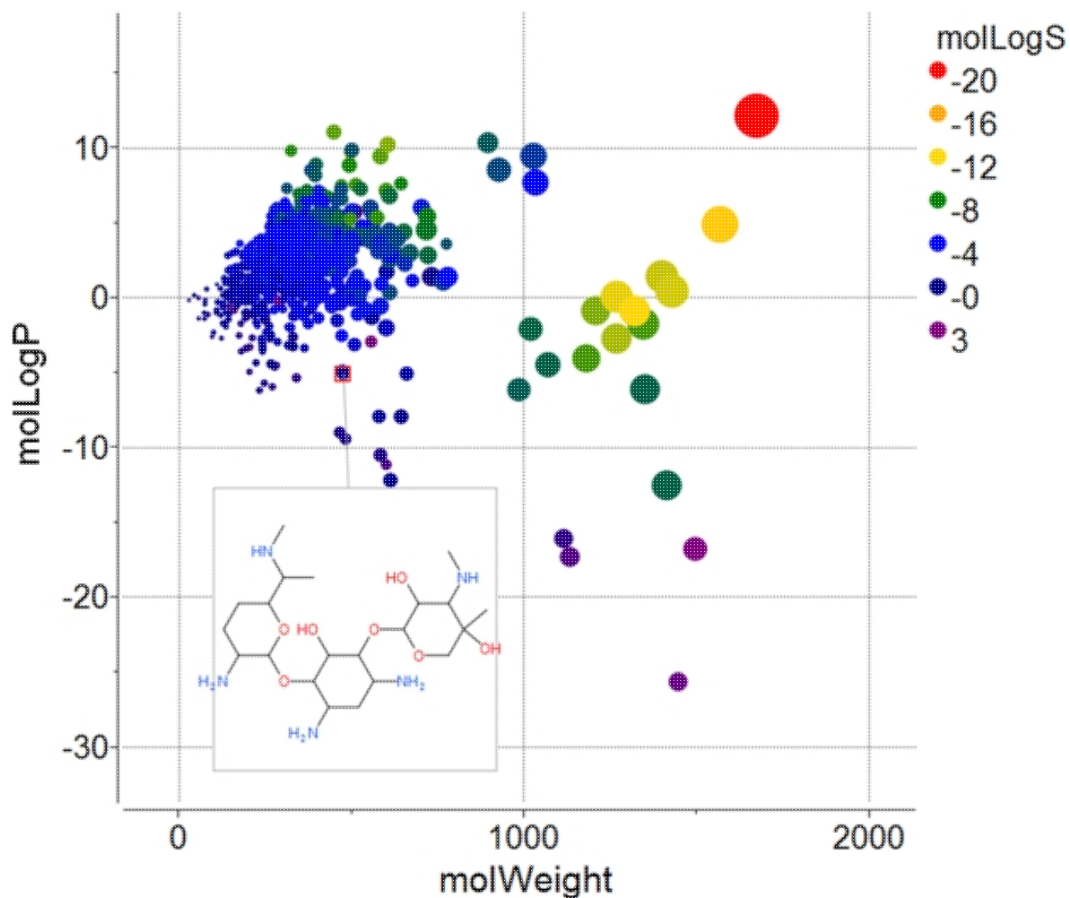 molLogS
-20
-16
-12
-8
-4
-0
3
10
0
-10
-20
-30
molLogP
HN
HO
NH
O
HO
O
O
OH
H₂N
O
NH₂
H₂N
0
1000
2000
molWeight